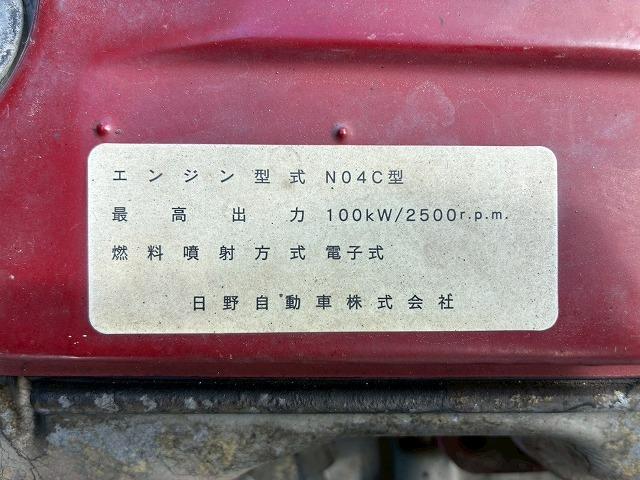 エンジン型式 N04C型
最高出力 100kW/2500r.p.m.
燃料噴射方式 電子式
日野自動車株式会社